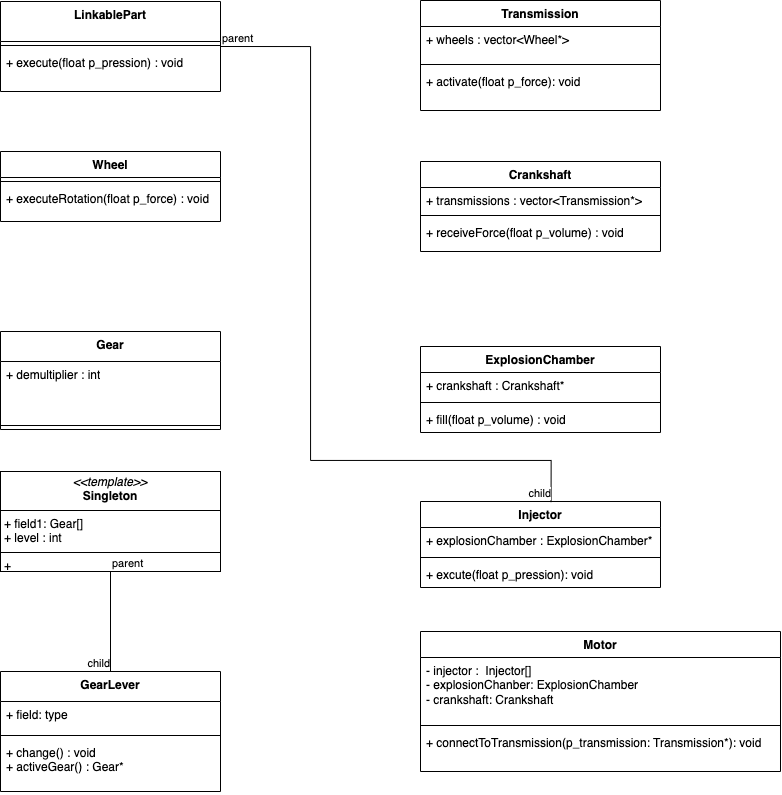 LinkablePart
+ execute(float p_pression) : void
parent
Transmission
+ wheels : vector<Wheel*>
+ activate(float p_force): void
Wheel
+ executeRotation(float p_force) : void
Crankshaft
+ transmissions : vector<Transmission*>
+ receiveForce(float p_volume) : void
Gear
+ demultiplier : int
ExplosionChamber
+ crankshaft : Crankshaft*
+ fill(float p_volume) : void
<<template>>
Singleton
+ field1: Gear[]
+ level : int
+
parent
child
Injector
+ explosionChamber : ExplosionChamber*
+ excute(float p_pression): void
child
GearLever
+ field: type
+ change() : void
+ activeGear() : Gear*
Motor
- injector :  Injector[]
- explosionChanber: ExplosionChamber
- crankshaft: Crankshaft
+ connectToTransmission(p_transmission: Transmission*): void